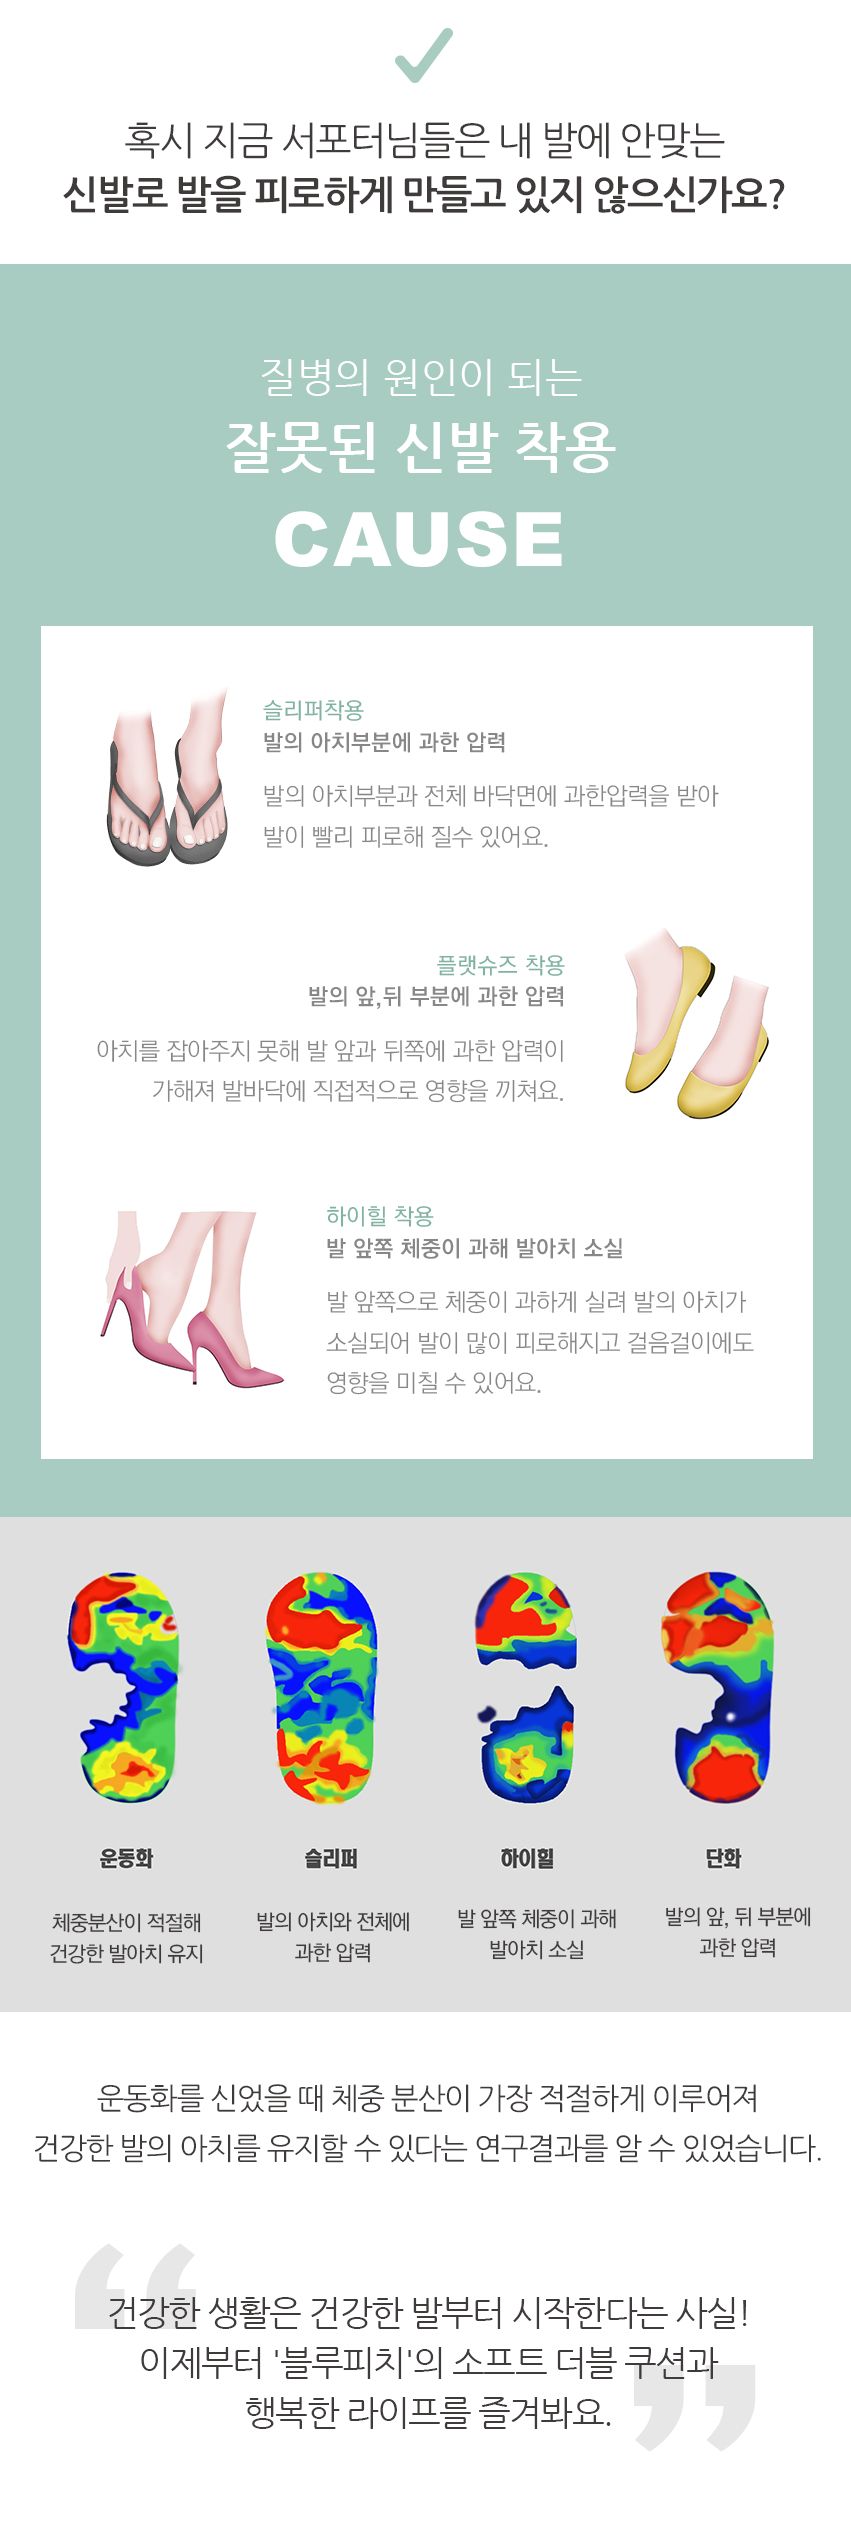 혹시 지금 서포터님들은 내 발에 안맞는
신발로 발을 피로하게 만들고 있지 않으신가요?
질병의 원인이 되는
잘못된 신발 착용
CAUSE
슬리퍼착용
발의 아치부분에 과한 압력
발의 아치부분과 전체 바닥면에 과한압력을 받아
발이 빨리 피로해 질수 있어요.
플랫슈즈 착용
발의 앞,뒤 부분에 과한 압력
아치를 잡아주지 못해 발 앞과 뒤쪽에 과한 압력이
가해져 발바닥에 직접적으로 영향을 끼쳐요.
하이힐 착용
발 앞쪽 체중이 과해 발아치 소실
발 앞쪽으로 체중이 과하게 실려 발의 아치가
소실되어 발이 많이 피로해지고 걸음걸이에도
영향을 미칠 수 있어요.
운동화
체중분산이 적절해
건강한 발아치 유지
슬리퍼
발의 아치와 전체에
과한 압력
하이힐
발 앞쪽 체중이 과해
발아치 소실
단화
발의 앞, 뒤 부분에
과한 압력
운동화를 신었을 때 체중 분산이 가장 적절하게 이루어져
건강한 발의 아치를 유지할 수 있다는 연구결과를 알 수 있었습니다.
“
건강한 생활은 건강한 발부터 시작한다는 사실!
이제부터 '블루피치'의 소프트 더블 쿠션과
행복한 라이프를 즐겨봐요.
”